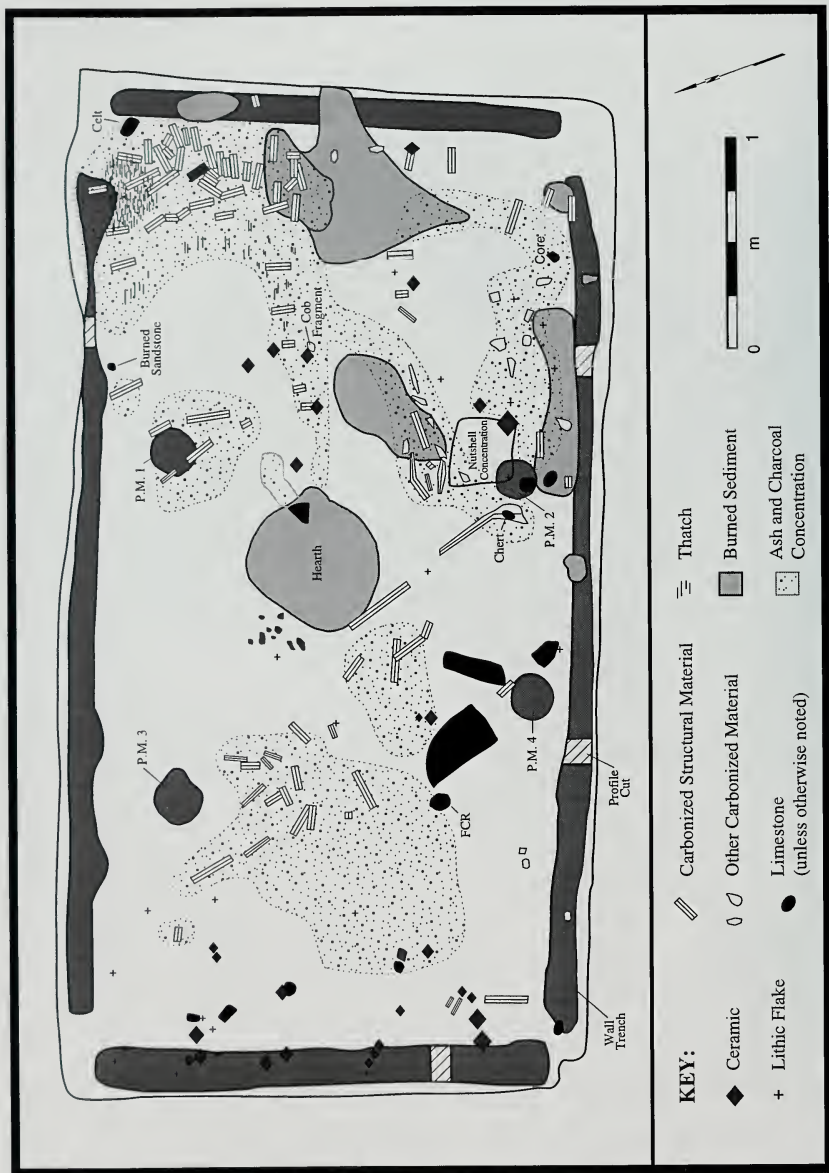 Celt
Burned
Sandstone
P.M. 1
Cob
Fragment
Core
Nutshell
Concentration
P.M. 2
Chert
Hearth
P.M. 3
P.M. 4
FCR
Profile
Cut
Wall
Trench
KEY:
Ceramic
Lithic Flake
Carbonized Structural Material
Other Carbonized Material
Limestone
(unless otherwise noted)
Thatch
Burned Sediment
Ash and Charcoal
Concentration
0
m
1